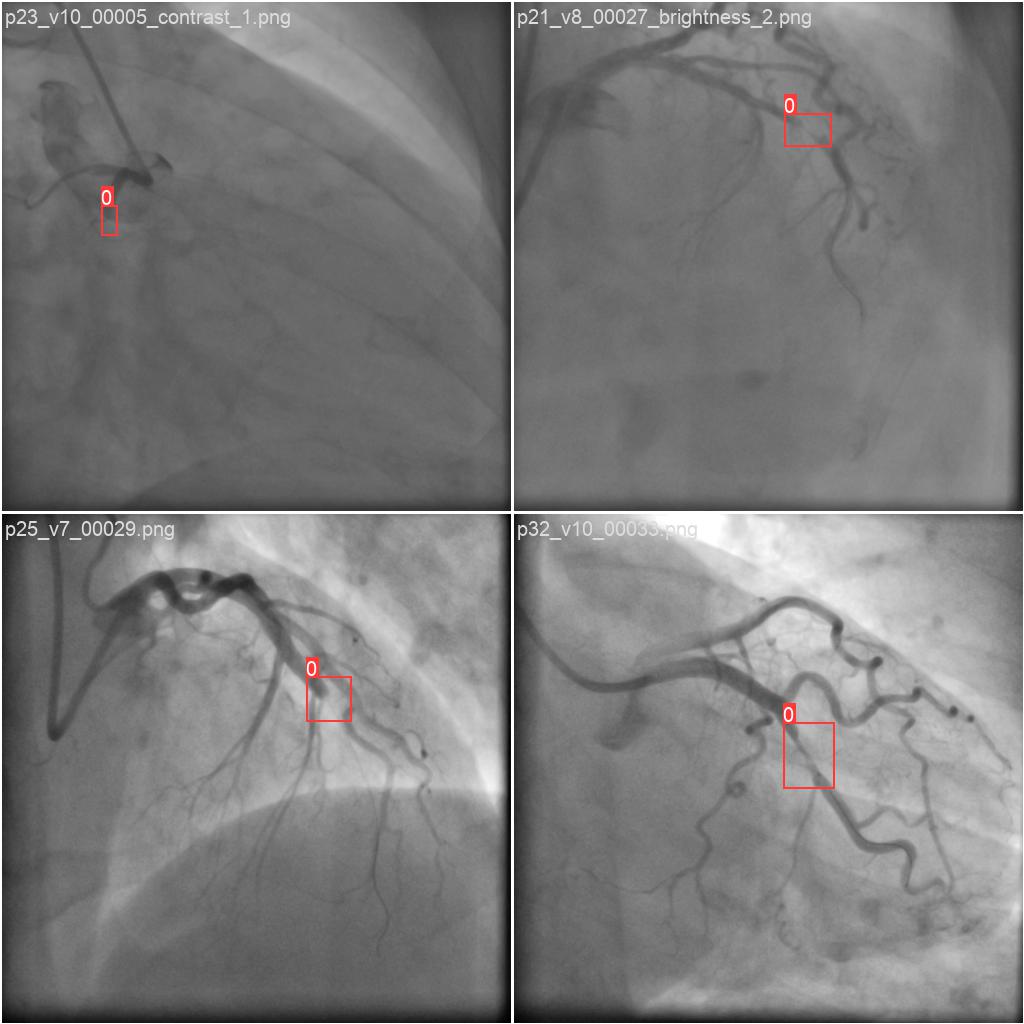 p23_v10_00005_contrast_1.png
p21_v8_00027_brightness_2.png
0
0
p25_v7_00029.png
p32_v10_00033.png
0
0